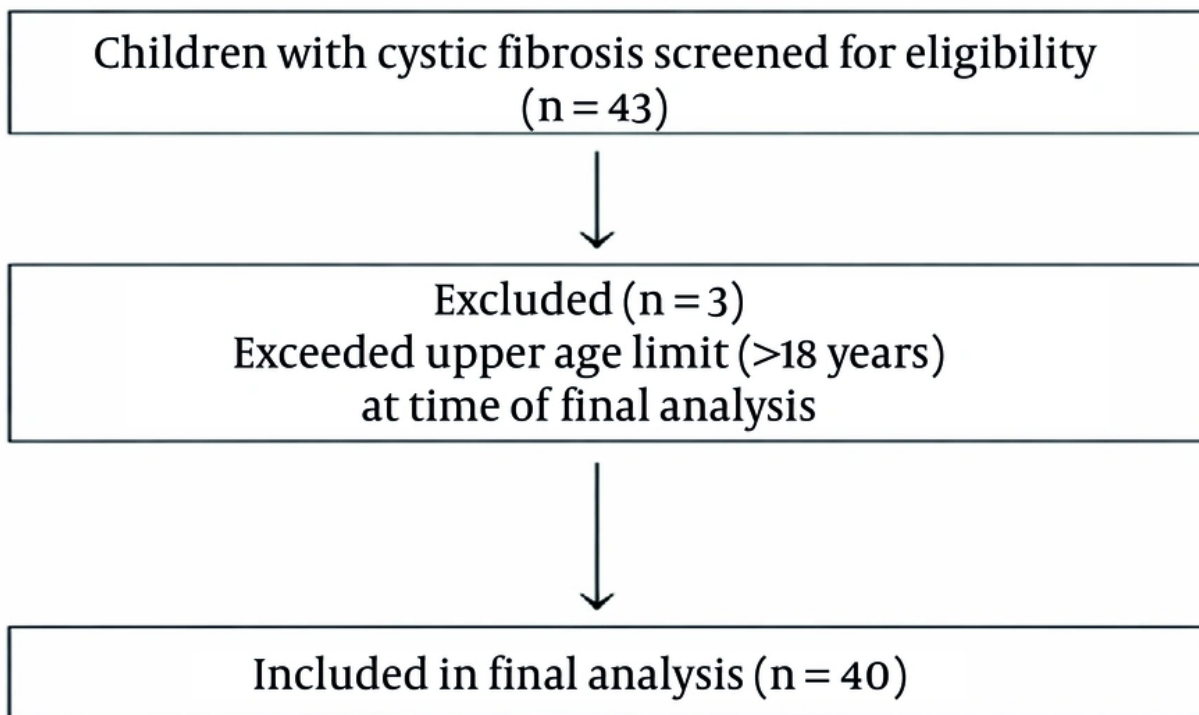 Children with cystic fibrosis screened for eligibility
(n = 43)
Excluded (n = 3)
Exceeded upper age limit (>18 years)
at time of final analysis
Included in final analysis (n = 40)